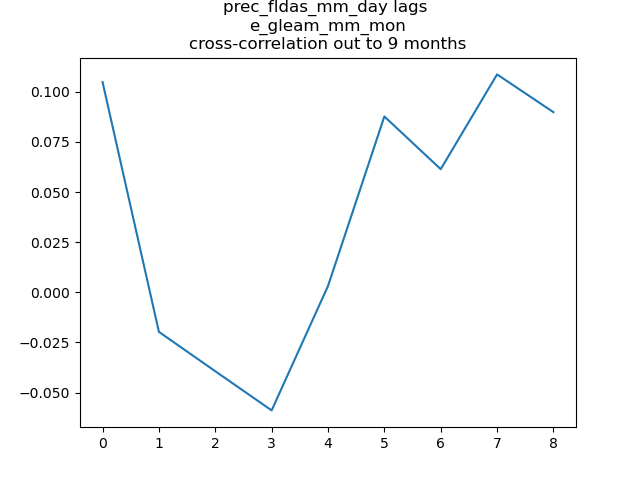 prec_fldas_mm_day lags
e_gleam_mm_mon
cross-correlation out to 9 months
0.100
0.075
0.050
0.025
0.000
−0.025
−0.050
0 1 2 3 4 5 6 7 8